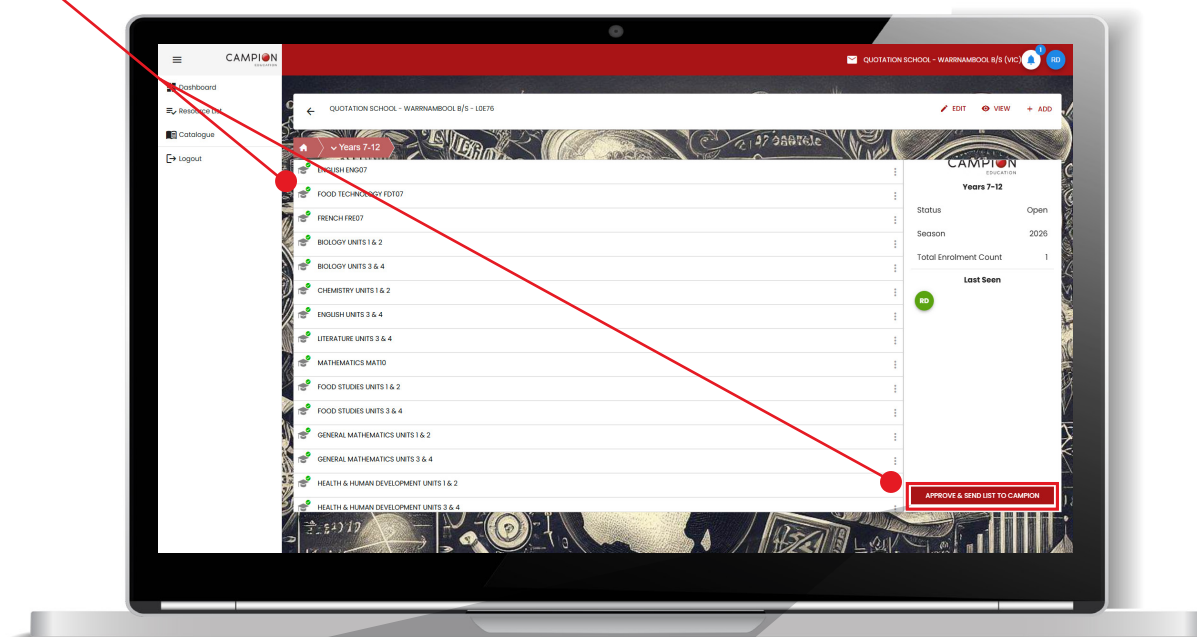 CAMPION
EDUCATION
QUOTATION SCHOOL - WARRNAMBOOL B/S (VIC)
1
RD
Dashboard
Resource List
Catalogue
Logout
QUOTATION SCHOOL - WARRNAMBOOL B/S - L0E76
EDIT
VIEW
+ ADD
Years 7-12
ENGLISH ENG07
FOOD TECHNOLOGY FDT07
FRENCH FRE07
BIOLOGY UNITS 1 & 2
BIOLOGY UNITS 3 & 4
CHEMISTRY UNITS 1 & 2
ENGLISH UNITS 3 & 4
LITERATURE UNITS 3 & 4
MATHEMATICS MAT10
FOOD STUDIES UNITS 1 & 2
FOOD STUDIES UNITS 3 & 4
GENERAL MATHEMATICS UNITS 1 & 2
GENERAL MATHEMATICS UNITS 3 & 4
HEALTH & HUMAN DEVELOPMENT UNITS 1 & 2
HEALTH & HUMAN DEVELOPMENT UNITS 3 & 4
CAMPION
EDUCATION
Years 7-12
Status Open
Season 2026
Total Enrolment Count 1
Last Seen
RD
APPROVE & SEND LIST TO CAMPION